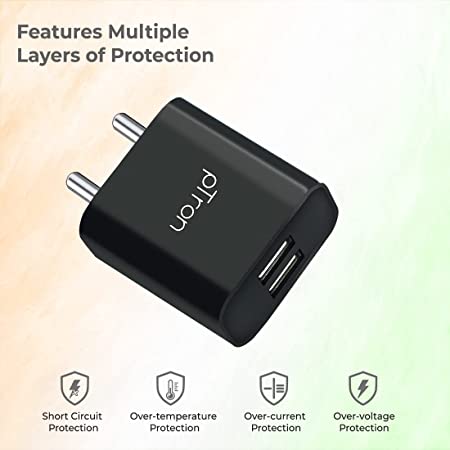 Features Multiple
Layers of Protection
pTron
Short Circuit
Protection
Over-temperature
Protection
Over-current
Protection
Over-voltage
Protection